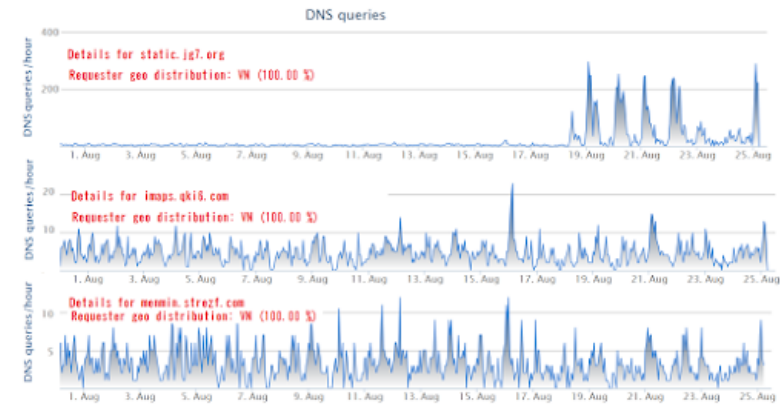 DNS queries
400
Details for static.jg7.org
Requester geo distribution: VN (100.00 %)
200
DNS queries/hour
1. Aug 3. Aug 5. Aug 7. Aug 9. Aug 11. Aug 13. Aug 15. Aug 17. Aug 19. Aug 21. Aug 23. Aug 25. Aug
20
Details for imaps.qki6.com
Requester geo distribution: VN (100.00 %)
10
DNS queries/hour
1. Aug 3. Aug 5. Aug 7. Aug 9. Aug 11. Aug 13. Aug 15. Aug 17. Aug 19. Aug 21. Aug 23. Aug 25. Aug
Details for menmin.strezf.com
10
Requester geo distribution: VN (100.00 %)
5
DNS queries/hour
1. Aug 3. Aug 5. Aug 7. Aug 9. Aug 11. Aug 13. Aug 15. Aug 17. Aug 19. Aug 21. Aug 23. Aug 25. Aug